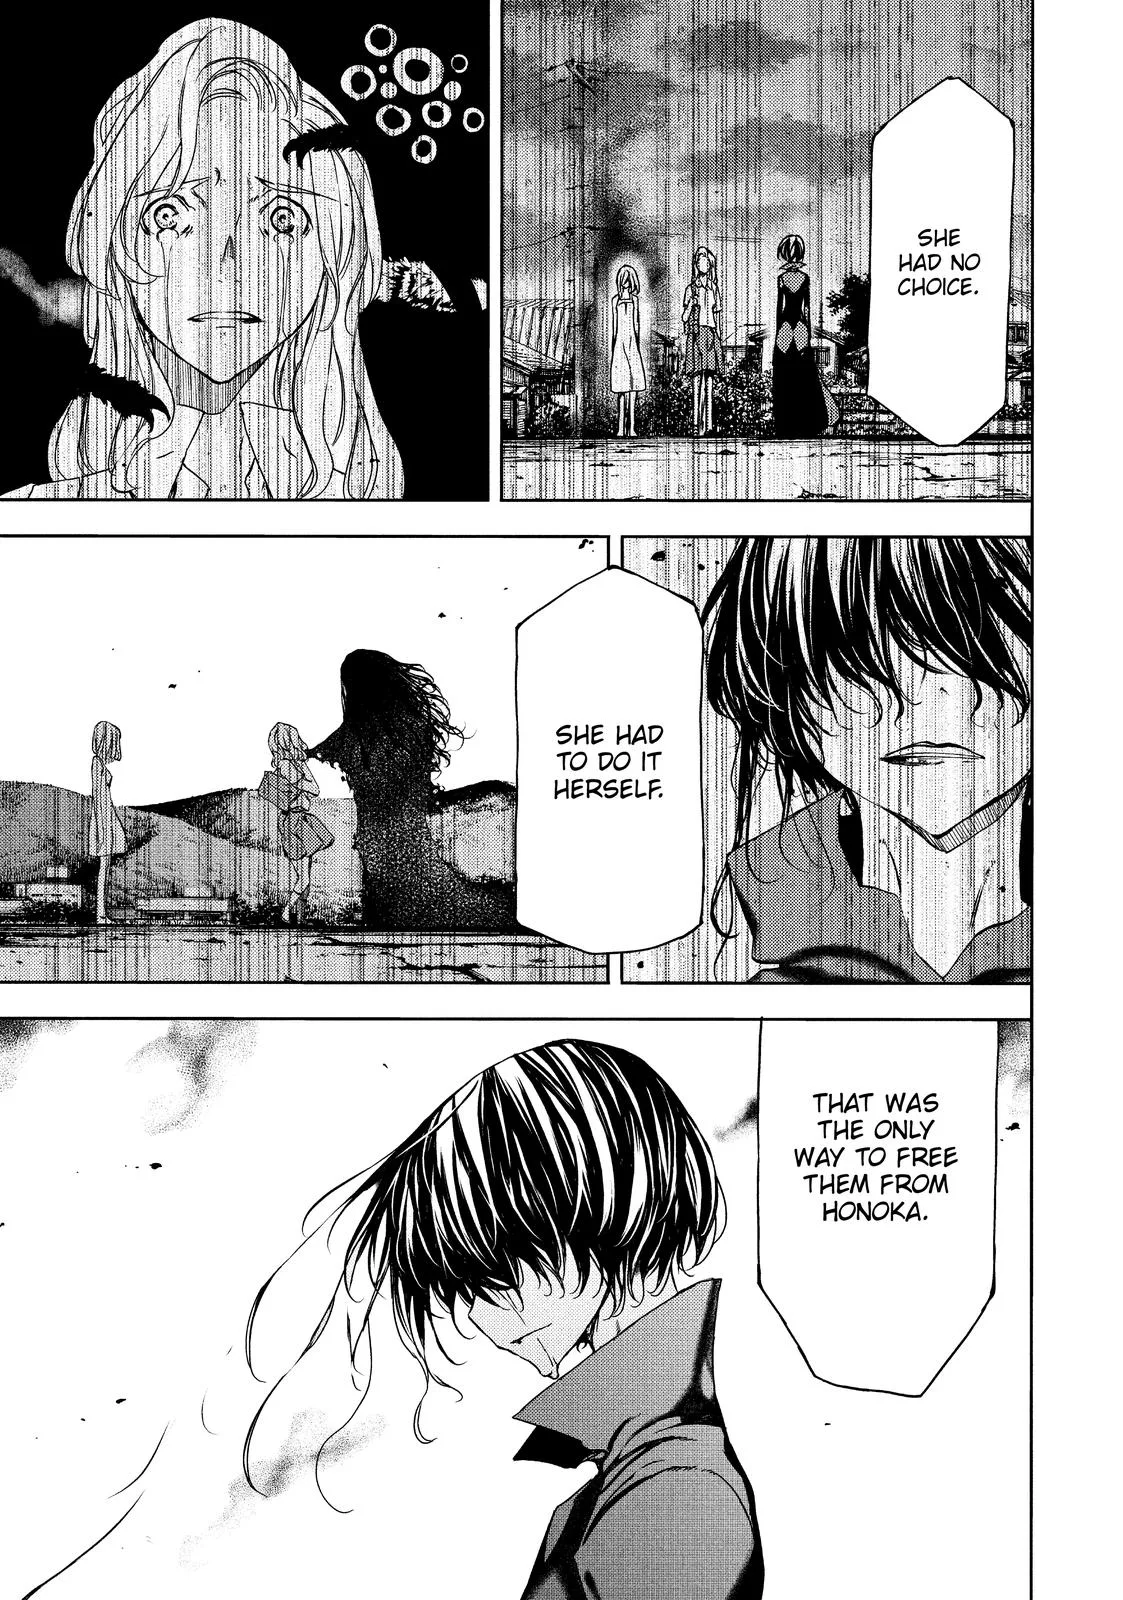 SHE
HAD NO
CHOICE.
SHE HAD
TO DO IT
HERSELF.
THAT WAS
THE ONLY
WAY TO FREE
THEM FROM
HONOKA.